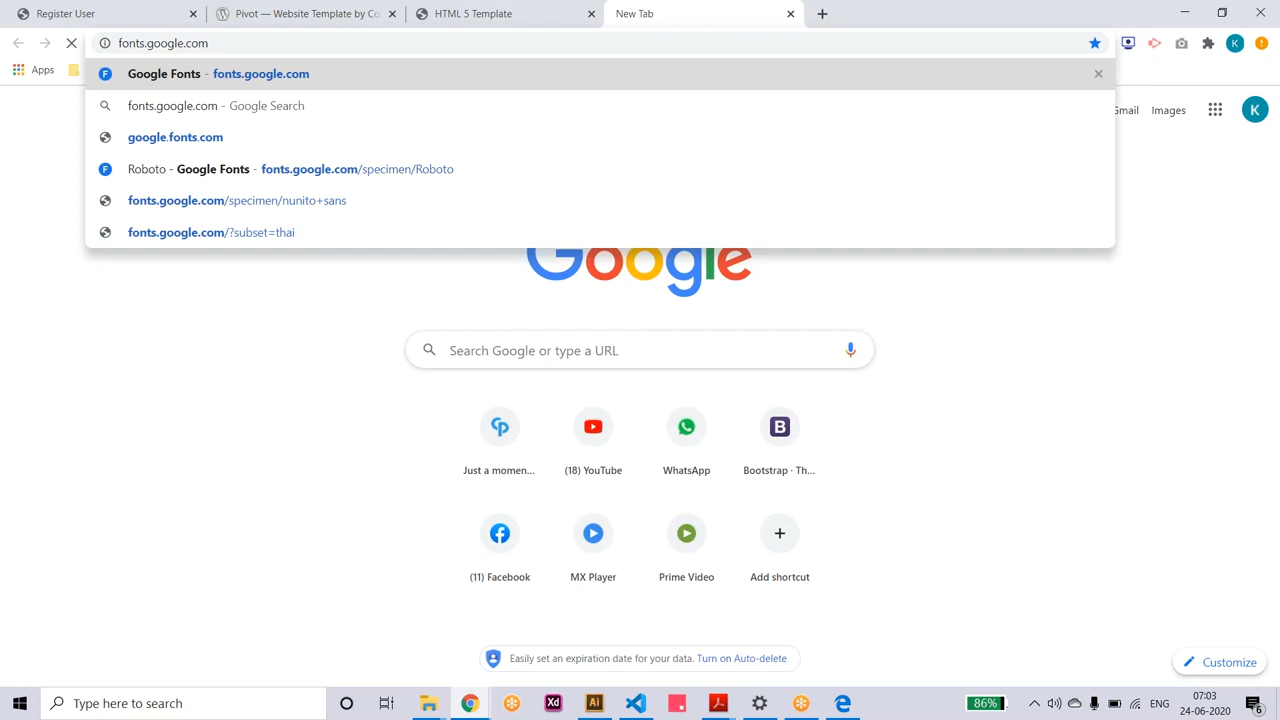 Register User
Pivot — Website Template by Co
HTML 5 Template
New Tab
fonts.google.com
Apps
Google Fonts - fonts.google.com
fonts.google.com - Google Search
google.fonts.com
Roboto - Google Fonts - fonts.google.com/specimen/Roboto
fonts.google.com/specimen/nunito+sans
fonts.google.com/?subset=thai
Gmail
Images
K
K
Google
Search Google or type a URL
Just a momen...
(18) YouTube
WhatsApp
Bootstrap · Th...
(11) Facebook
MX Player
Prime Video
Add shortcut
Easily set an expiration date for your data. Turn on Auto-delete
Customize
Type here to search
Xd
Ai
86%
ENG
07:03
24-06-2020
6